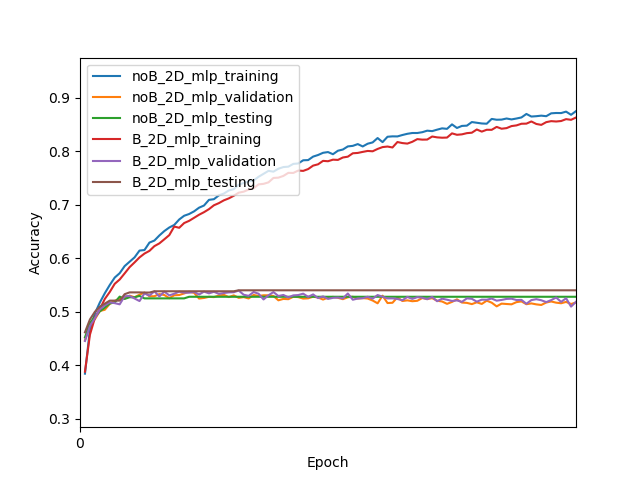 noB_2D_mlp_training
noB_2D_mlp_validation
noB_2D_mlp_testing
B_2D_mlp_training
B_2D_mlp_validation
B_2D_mlp_testing
0.9
0.8
0.7
0.6
0.5
0.4
0.3
Accuracy
0
Epoch